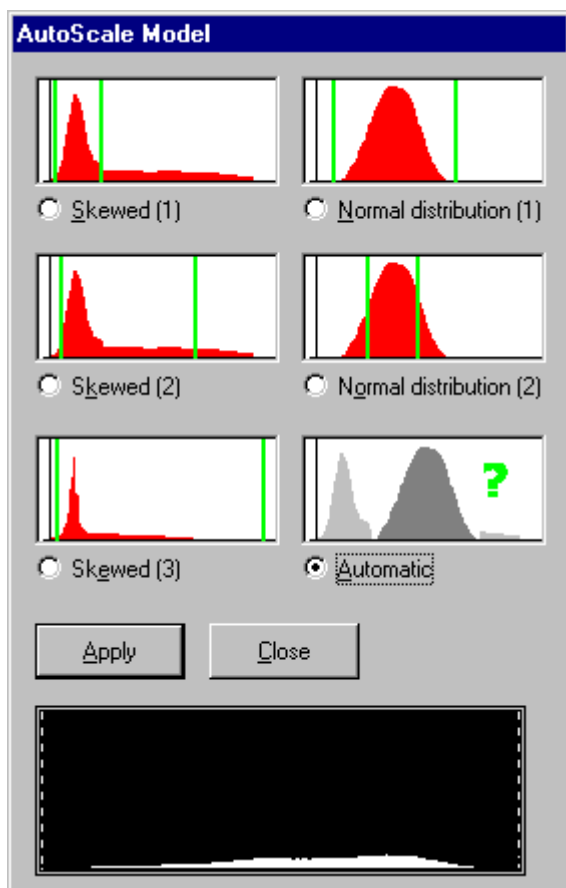 AutoScale Model
Skewed (1)
Normal distribution (1)
Skewed (2)
Normal distribution (2)
?
Skewed (3)
Automatic
Apply
Close